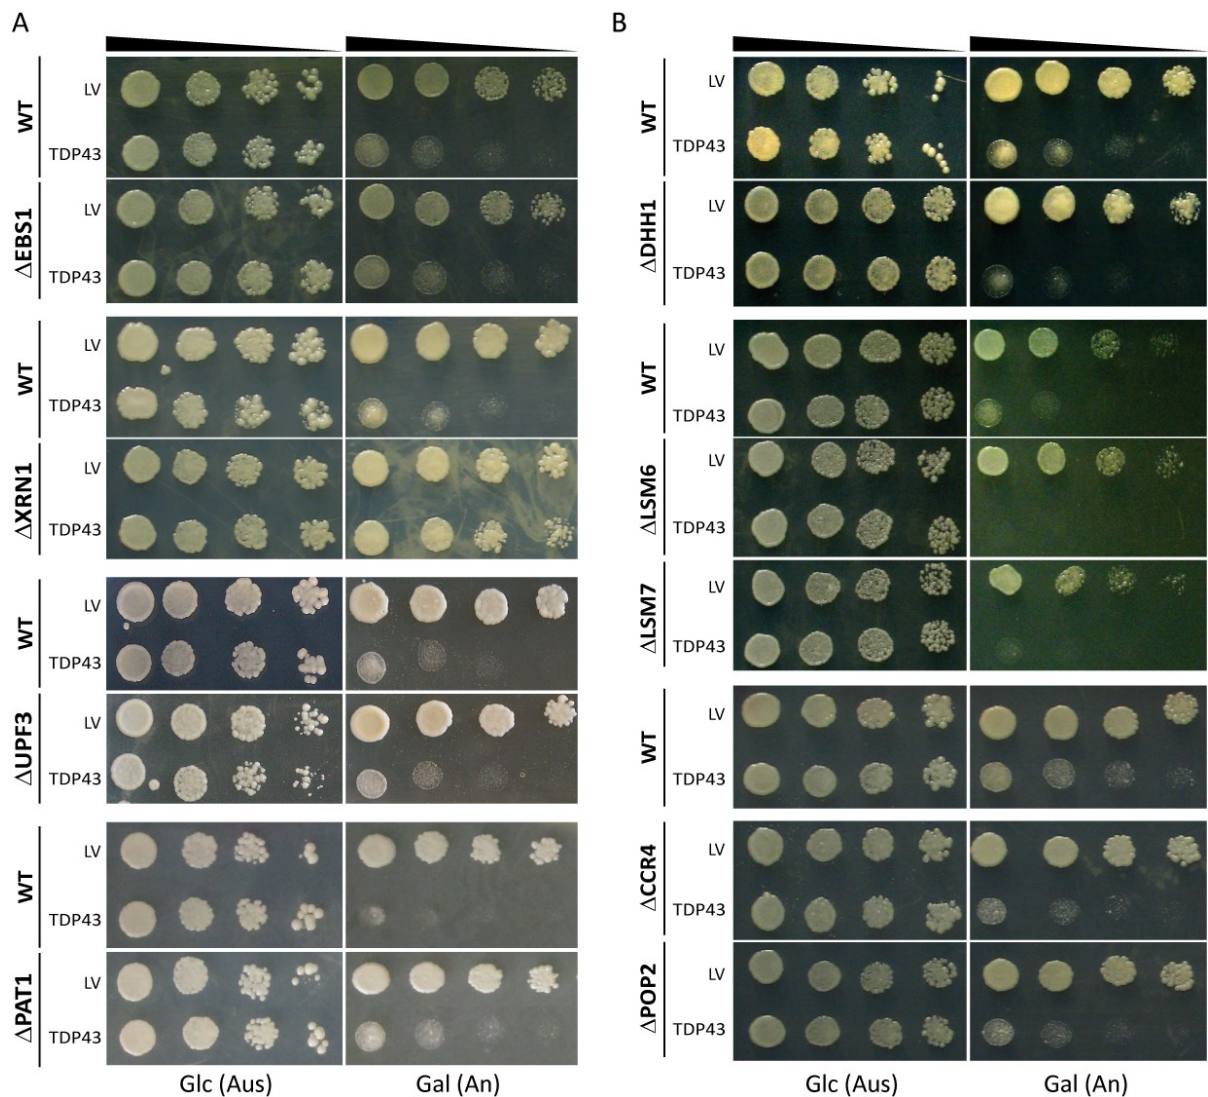 A
WT
LV
TDP43
ΔEBS1
LV
TDP43
WT
LV
TDP43
ΔXRN1
LV
TDP43
WT
LV
TDP43
ΔUPF3
LV
TDP43
WT
LV
TDP43
ΔPAT1
LV
TDP43
Glc (Aus)
Gal (An)
B
WT
LV
TDP43
ΔDHH1
LV
TDP43
WT
LV
TDP43
ΔLSM6
LV
TDP43
ΔLSM7
LV
TDP43
WT
LV
TDP43
ΔCCR4
LV
TDP43
ΔPOP2
LV
TDP43
Glc (Aus)
Gal (An)